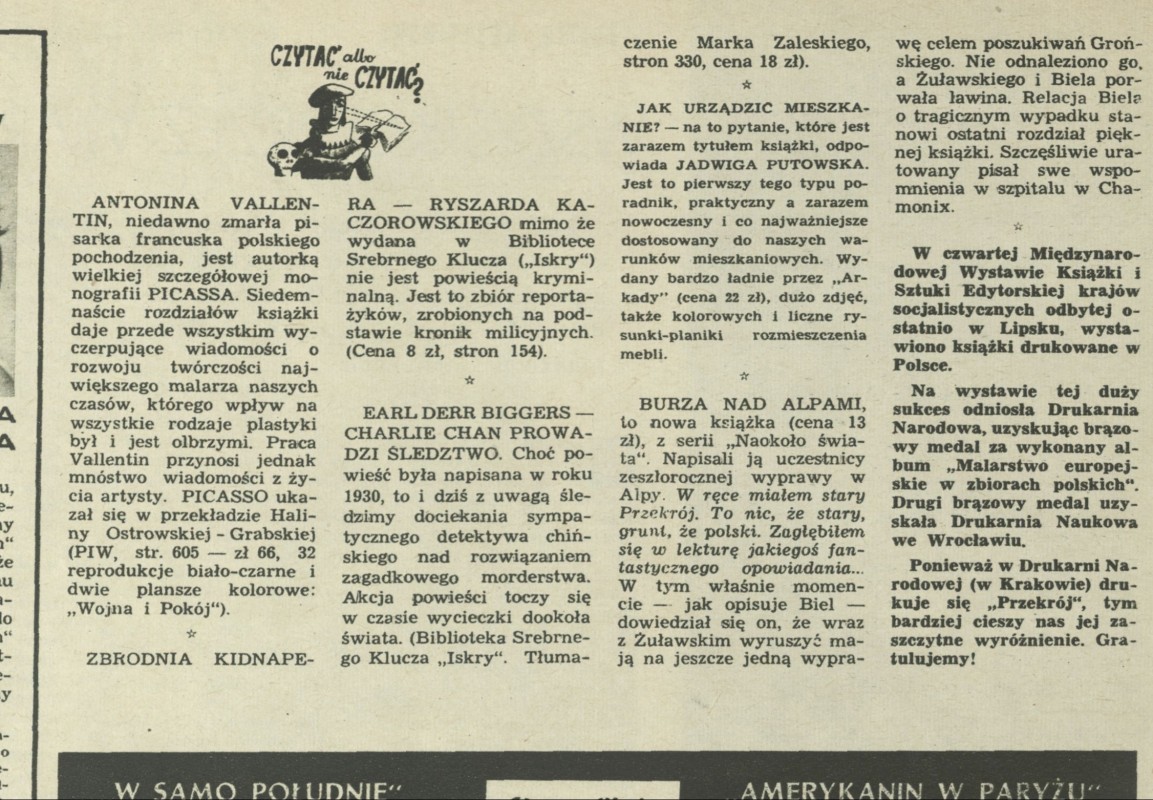 CZYTAĆ albo
nie CZYTAĆ?
ANTONINA VALLEN-
TIN, niedawno zmarła pi-
sarka francuska polskiego
pochodzenia, jest autorką
wielkiej szczegółowej mo-
nografii PICASSA. Siedem-
naście rozdziałów książki
daje przede wszystkim wy-
czerpujące wiadomości o
rozwoju twórczości naj-
większego malarza naszych
czasów, którego wpływ na
wszystkie rodzaje plastyki
był i jest olbrzymi. Praca
Vallentin przynosi jednak
mnóstwo wiadomości z ży-
cia artysty. PICASSO uka-
zał się w przekładzie Hali-
ny Ostrowskiej - Grabskiej
(PIW, str. 605 — zł 66, 32
reprodukcje biało-czarne i
dwie plansze kolorowe:
„Wojna i Pokój").
☆
ZBRODNIA KIDNAPE-
RA — RYSZARDA KA-
CZOROWSKIEGO mimo że
wydana w Bibliotece
Srebrnego Klucza („Iskry")
nie jest powieścią krymi-
nalną. Jest to zbiór reporta-
żyków, zrobionych na pod-
stawie kronik milicyjnych.
(Cena 8 zł, stron 154).
☆
EARL DERR BIGGERS —
CHARLIE CHAN PROWA-
DZI ŚLEDZTWO. Choć po-
wieść była napisana w roku
1930, to i dziś z uwagą śle-
dzimy dociekania sympa-
tycznego detektywa chiń-
skiego nad rozwiązaniem
zagadkowego morderstwa.
Akcja powieści toczy się
w czasie wycieczki dookoła
świata. (Biblioteka Srebrne-
go Klucza „Iskry". Tłuma-
czenie Marka Zaleskiego,
stron 330, cena 18 zł).
☆
JAK URZĄDZIĆ MIESZKA-
NIE? — na to pytanie, które jest
zarazem tytułem książki, odpo-
wiada JADWIGA PUTOWSKA.
Jest to pierwszy tego typu po-
radnik, praktyczny a zarazem
nowoczesny i co najważniejsze
dostosowany do naszych wa-
runków mieszkaniowych. Wy-
dany bardzo ładnie przez „Ar-
kady" (cena 22 zł), dużo zdjęć,
także kolorowych i liczne ry-
sunki-planiki rozmieszczenia
mebli.
☆
BURZA NAD ALPAMI,
to nowa książka (cena 13
zł), z serii „Naokoło świa-
ta". Napisali ją uczestnicy
zeszłorocznej wyprawy w
Alpy. W ręce miałem stary
Przekrój. To nic, że stary,
grunt, że polski. Zagłębiłem
się w lekturę jakiegoś fan-
tastycznego opowiadania...
W tym właśnie momen-
cie — jak opisuje Biel —
dowiedział się on, że wraz
z Żuławskim wyruszyć ma-
ją na jeszcze jedną wypra-
wę celem poszukiwań Groń-
skiego. Nie odnaleziono go,
a Żuławskiego i Biela por-
wała lawina. Relacja Biela
o tragicznym wypadku sta-
nowi ostatni rozdział pięk-
nej książki. Szczęśliwie ura-
towany pisał swe wspo-
mnienia w szpitalu w Cha-
monix.
☆
W czwartej Międzynaro-
dowej Wystawie Książki i
Sztuki Edytorskiej krajów
socjalistycznych odbytej o-
statnio w Lipsku, wysta-
wiono książki drukowane w
Polsce.
Na wystawie tej duży
sukces odniosła Drukarnia
Narodowa, uzyskując brązo-
wy medal za wykonany al-
bum „Malarstwo europej-
skie w zbiorach polskich".
Drugi brązowy medal uzy-
skała Drukarnia Naukowa
we Wrocławiu.
Ponieważ w Drukarni Na-
rodowej (w Krakowie) dru-
kuje się „Przekrój", tym
bardziej cieszy nas jej za-
szczytne wyróżnienie. Gra-
tulujemy!
W SAMO POŁUDNIE"
„AMERYKANIN W PARYŻU"